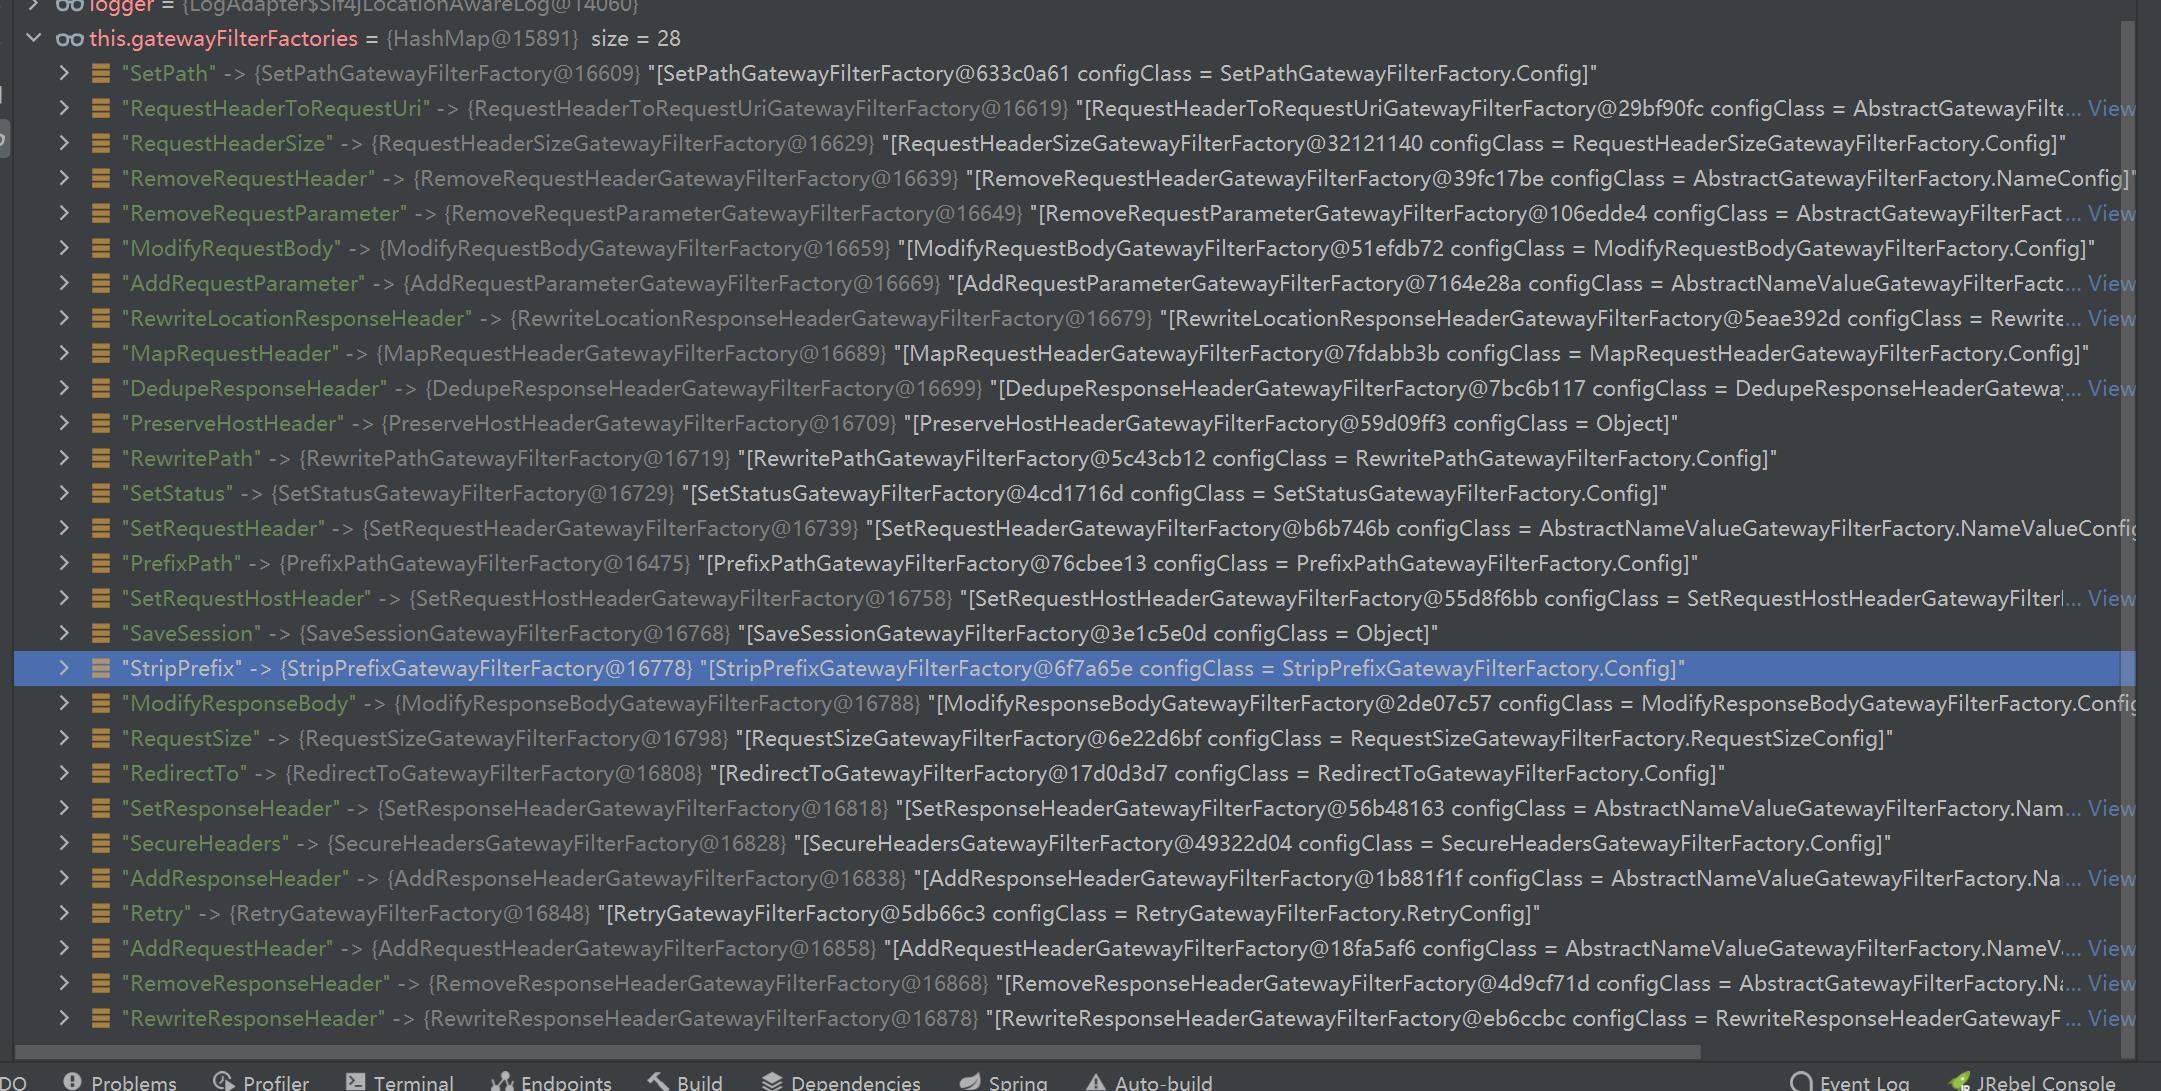 logger = {LogAdapter$Slf4jLocationAwareLog@14060}
this.gatewayFilterFactories = {HashMap@15891} size = 28
"SetPath" -> {SetPathGatewayFilterFactory@16609} "[SetPathGatewayFilterFactory@633c0a61 configClass = SetPathGatewayFilterFactory.Config]"
"RequestHeaderToRequestUri" -> {RequestHeaderToRequestUriGatewayFilterFactory@16619} "[RequestHeaderToRequestUriGatewayFilterFactory@29bf90fc configClass = AbstractGatewayFilte... View
"RequestHeaderSize" -> {RequestHeaderSizeGatewayFilterFactory@16629} "[RequestHeaderSizeGatewayFilterFactory@32121140 configClass = RequestHeaderSizeGatewayFilterFactory.Config]"
"RemoveRequestHeader" -> {RemoveRequestHeaderGatewayFilterFactory@16639} "[RemoveRequestHeaderGatewayFilterFactory@39fc17be configClass = AbstractGatewayFilterFactory.NameConfig]"
"RemoveRequestParameter" -> {RemoveRequestParameterGatewayFilterFactory@16649} "[RemoveRequestParameterGatewayFilterFactory@106edde4 configClass = AbstractGatewayFilterFact... View
"ModifyRequestBody" -> {ModifyRequestBodyGatewayFilterFactory@16659} "[ModifyRequestBodyGatewayFilterFactory@51efdb72 configClass = ModifyRequestBodyGatewayFilterFactory.Config]"
"AddRequestParameter" -> {AddRequestParameterGatewayFilterFactory@16669} "[AddRequestParameterGatewayFilterFactory@7164e28a configClass = AbstractNameValueGatewayFilterFactc... View
"RewriteLocationResponseHeader" -> {RewriteLocationResponseHeaderGatewayFilterFactory@16679} "[RewriteLocationResponseHeaderGatewayFilterFactory@5eae392d configClass = Rewrite... View
"MapRequestHeader" -> {MapRequestHeaderGatewayFilterFactory@16689} "[MapRequestHeaderGatewayFilterFactory@7fdabb3b configClass = MapRequestHeaderGatewayFilterFactory.Config]"
"DedupeResponseHeader" -> {DedupeResponseHeaderGatewayFilterFactory@16699} "[DedupeResponseHeaderGatewayFilterFactory@7bc6b117 configClass = DedupeResponseHeaderGateway... View
"PreserveHostHeader" -> {PreserveHostHeaderGatewayFilterFactory@16709} "[PreserveHostHeaderGatewayFilterFactory@59d09ff3 configClass = Object]"
"RewritePath" -> {RewritePathGatewayFilterFactory@16719} "[RewritePathGatewayFilterFactory@5c43cb12 configClass = RewritePathGatewayFilterFactory.Config]"
"SetStatus" -> {SetStatusGatewayFilterFactory@16729} "[SetStatusGatewayFilterFactory@4cd1716d configClass = SetStatusGatewayFilterFactory.Config]"
"SetRequestHeader" -> {SetRequestHeaderGatewayFilterFactory@16739} "[SetRequestHeaderGatewayFilterFactory@b6b746b configClass = AbstractNameValueGatewayFilterFactory.NameValueConfig
"PrefixPath" -> {PrefixPathGatewayFilterFactory@16475} "[PrefixPathGatewayFilterFactory@76cbee13 configClass = PrefixPathGatewayFilterFactory.Config]"
"SetRequestHostHeader" -> {SetRequestHostHeaderGatewayFilterFactory@16758} "[SetRequestHostHeaderGatewayFilterFactory@55d8f6bb configClass = SetRequestHostHeaderGatewayFilterF... View
"SaveSession" -> {SaveSessionGatewayFilterFactory@16768} "[SaveSessionGatewayFilterFactory@3e1c5e0d configClass = Object]"
"StripPrefix" -> {StripPrefixGatewayFilterFactory@16778} "[StripPrefixGatewayFilterFactory@6f7a65e configClass = StripPrefixGatewayFilterFactory.Config]"
"ModifyResponseBody" -> {ModifyResponseBodyGatewayFilterFactory@16788} "[ModifyResponseBodyGatewayFilterFactory@2de07c57 configClass = ModifyResponseBodyGatewayFilterFactory.Config
"RequestSize" -> {RequestSizeGatewayFilterFactory@16798} "[RequestSizeGatewayFilterFactory@6e22d6bf configClass = RequestSizeGatewayFilterFactory.RequestSizeConfig]"
"RedirectTo" -> {RedirectToGatewayFilterFactory@16808} "[RedirectToGatewayFilterFactory@17d0d3d7 configClass = RedirectToGatewayFilterFactory.Config]"
"SetResponseHeader" -> {SetResponseHeaderGatewayFilterFactory@16818} "[SetResponseHeaderGatewayFilterFactory@56b48163 configClass = AbstractNameValueGatewayFilterFactory.Nam... View
"SecureHeaders" -> {SecureHeadersGatewayFilterFactory@16828} "[SecureHeadersGatewayFilterFactory@49322d04 configClass = SecureHeadersGatewayFilterFactory.Config]"
"AddResponseHeader" -> {AddResponseHeaderGatewayFilterFactory@16838} "[AddResponseHeaderGatewayFilterFactory@1b881f1f configClass = AbstractNameValueGatewayFilterFactory.Na... View
"Retry" -> {RetryGatewayFilterFactory@16848} "[RetryGatewayFilterFactory@5db66c3 configClass = RetryGatewayFilterFactory.RetryConfig]"
"AddRequestHeader" -> {AddRequestHeaderGatewayFilterFactory@16858} "[AddRequestHeaderGatewayFilterFactory@18fa5af6 configClass = AbstractNameValueGatewayFilterFactory.NameV... View
"RemoveResponseHeader" -> {RemoveResponseHeaderGatewayFilterFactory@16868} "[RemoveResponseHeaderGatewayFilterFactory@4d9cf71d configClass = AbstractGatewayFilterFactory.Na... View
"RewriteResponseHeader" -> {RewriteResponseHeaderGatewayFilterFactory@16878} "[RewriteResponseHeaderGatewayFilterFactory@eb6ccbc configClass = RewriteResponseHeaderGatewayF... View
DO Problems Profiler Terminal Endpoints Build Dependencies Spring Auto-build Event Log JRebel Console